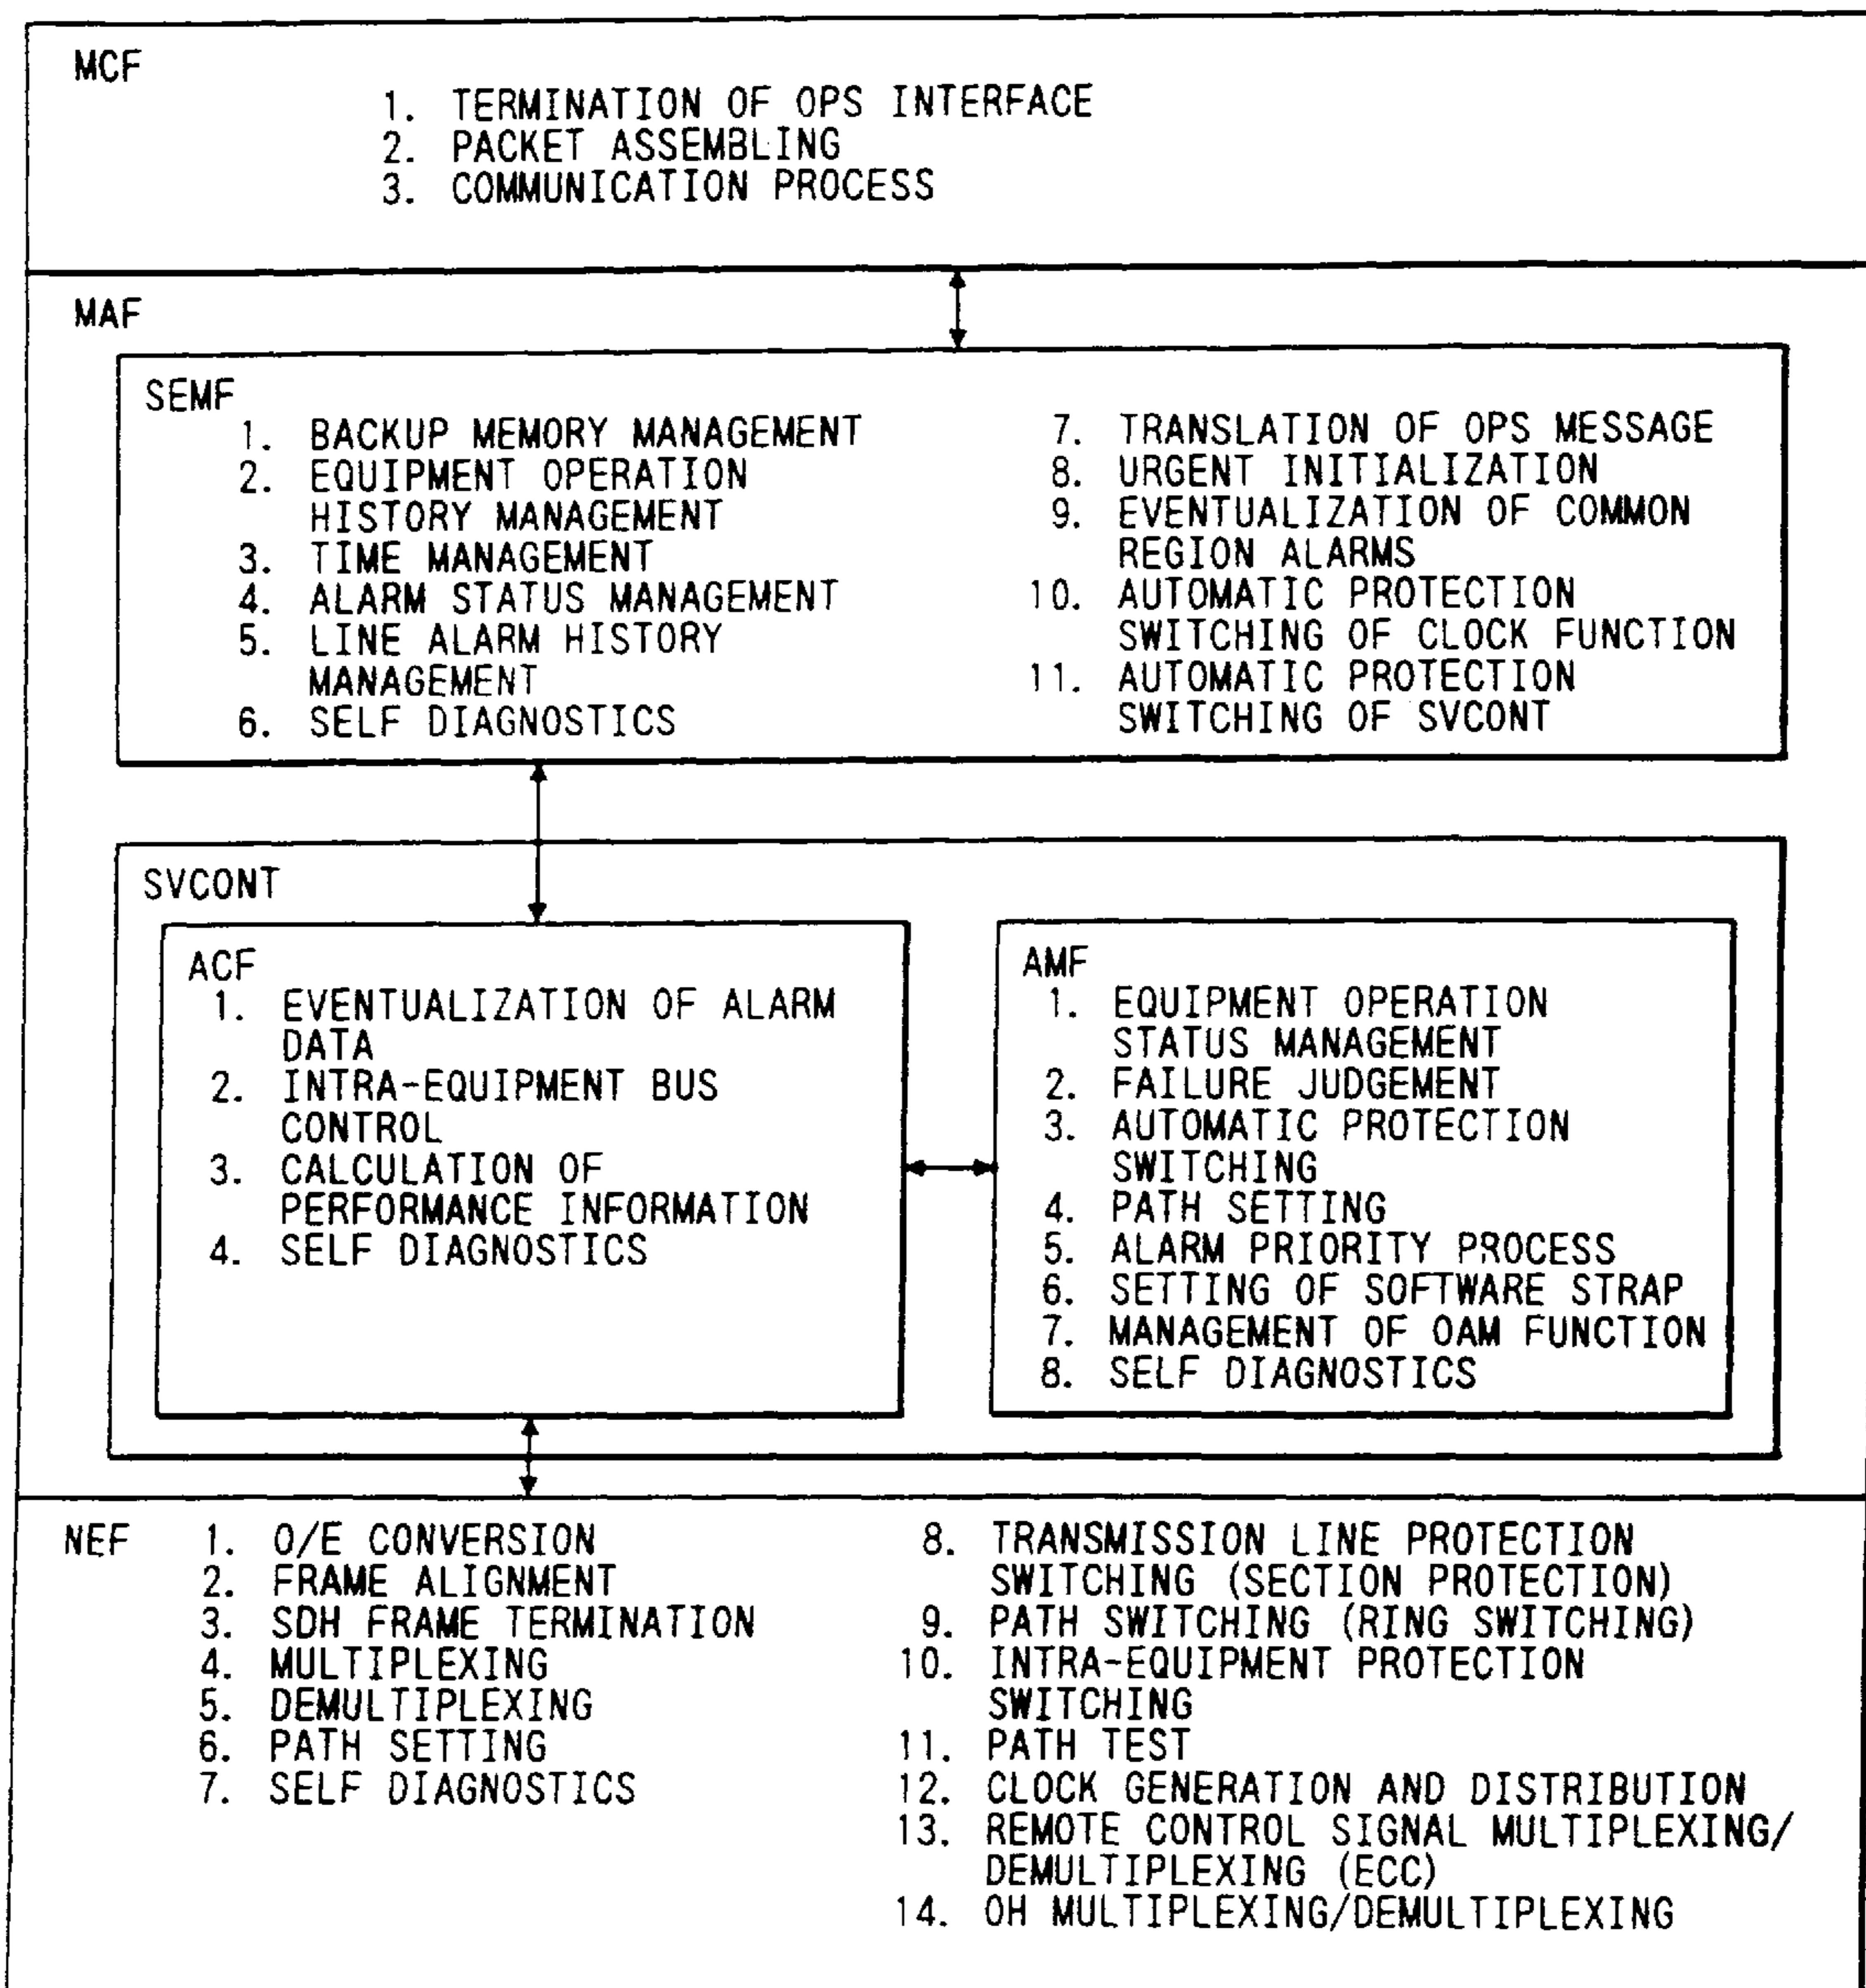 MCF
1. TERMINATION OF OPS INTERFACE
2. PACKET ASSEMBLING
3. COMMUNICATION PROCESS
MAF
SEMF
1. BACKUP MEMORY MANAGEMENT
2. EQUIPMENT OPERATION
HISTORY MANAGEMENT
3. TIME MANAGEMENT
4. ALARM STATUS MANAGEMENT
5. LINE ALARM HISTORY
MANAGEMENT
6. SELF DIAGNOSTICS
7. TRANSLATION OF OPS MESSAGE
8. URGENT INITIALIZATION
9. EVENTUALIZATION OF COMMON
REGION ALARMS
10. AUTOMATIC PROTECTION
SWITCHING OF CLOCK FUNCTION
11. AUTOMATIC PROTECTION
SWITCHING OF SVCONT
SVCONT
ACF
1. EVENTUALIZATION OF ALARM
DATA
2. INTRA-EQUIPMENT BUS
CONTROL
3. CALCULATION OF
PERFORMANCE INFORMATION
4. SELF DIAGNOSTICS
AMF
1. EQUIPMENT OPERATION
STATUS MANAGEMENT
2. FAILURE JUDGEMENT
3. AUTOMATIC PROTECTION
SWITCHING
4. PATH SETTING
5. ALARM PRIORITY PROCESS
6. SETTING OF SOFTWARE STRAP
7. MANAGEMENT OF OAM FUNCTION
8. SELF DIAGNOSTICS
NEF
1. O/E CONVERSION
2. FRAME ALIGNMENT
3. SDH FRAME TERMINATION
4. MULTIPLEXING
5. DEMULTIPLEXING
6. PATH SETTING
7. SELF DIAGNOSTICS
8. TRANSMISSION LINE PROTECTION
SWITCHING (SECTION PROTECTION)
9. PATH SWITCHING (RING SWITCHING)
10. INTRA-EQUIPMENT PROTECTION
SWITCHING
11. PATH TEST
12. CLOCK GENERATION AND DISTRIBUTION
13. REMOTE CONTROL SIGNAL MULTIPLEXING/
DEMULTIPLEXING (ECC)
14. OH MULTIPLEXING/DEMULTIPLEXING